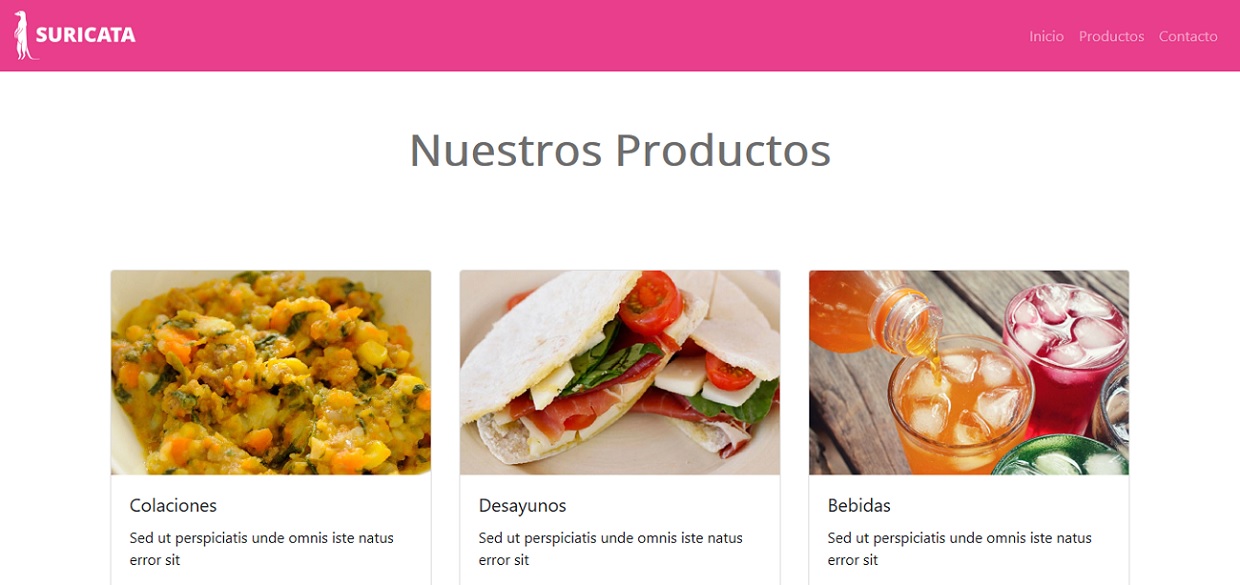 SURICATA
Inicio Productos Contacto
Nuestros Productos
Colaciones
Sed ut perspiciatis unde omnis iste natus
error sit
Desayunos
Sed ut perspiciatis unde omnis iste natus
error sit
Bebidas
Sed ut perspiciatis unde omnis iste natus
error sit